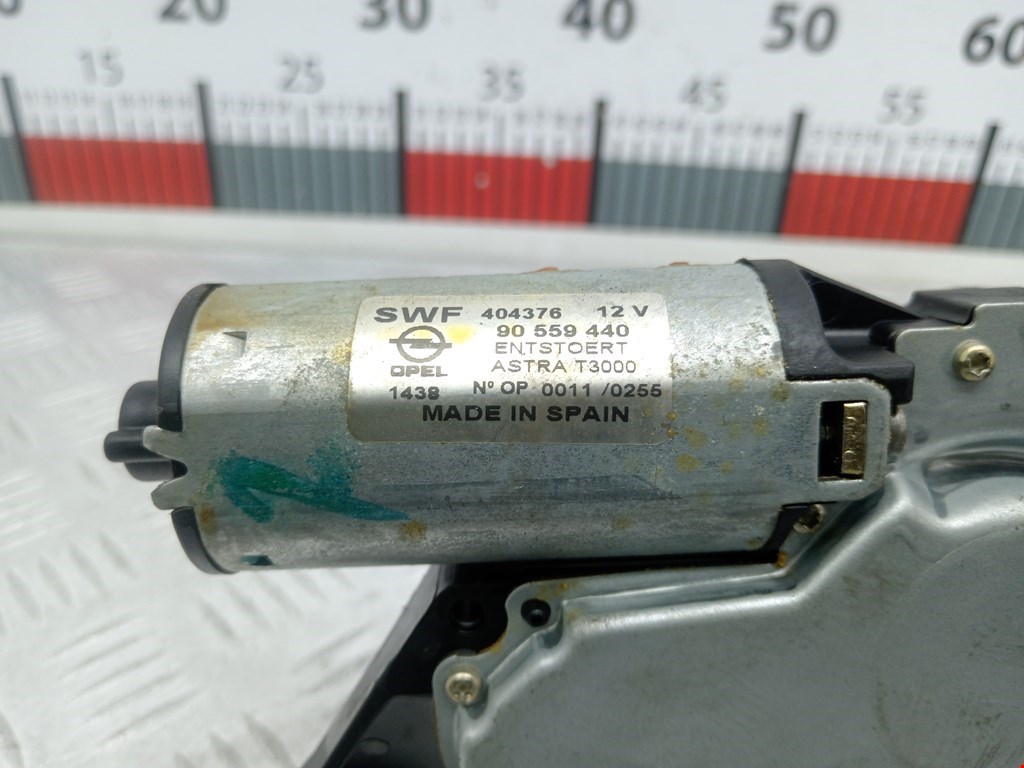 20 30 40 50 60
15 25 35 45 55
SWF 404376 12 V
90 559 440
ENTSTOERT
OPEL ASTRA T3000
1438 Nº OP 0011 /0255
MADE IN SPAIN